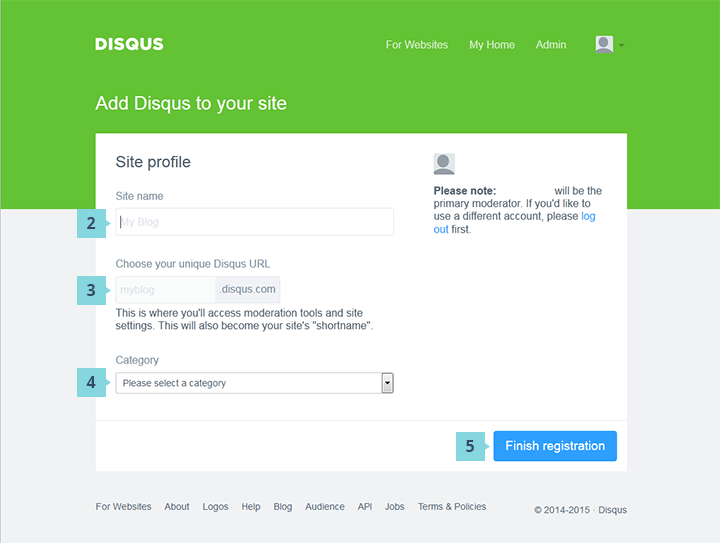 DISQUS
For Websites My Home Admin
Add Disqus to your site
Site profile
Site name
2
My Blog
Choose your unique Disqus URL
3
myblog .disqus.com
This is where you'll access moderation tools and site
settings. This will also become your site's "shortname".
Category
4
Please select a category
Please note: will be the
primary moderator. If you'd like to
use a different account, please log
out first.
5
Finish registration
For Websites About Logos Help Blog Audience API Jobs Terms & Policies
© 2014-2015 · Disqus